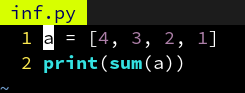 inf.py
1 a = [4, 3, 2, 1]
2 print(sum(a))
~